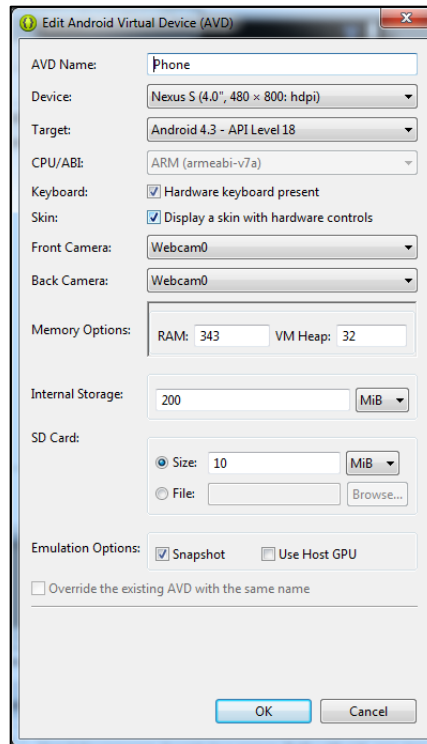 Edit Android Virtual Device (AVD)
AVD Name: Phone
Device: Nexus S (4.0", 480 × 800: hdpi)
Target: Android 4.3 - API Level 18
CPU/ABI: ARM (armeabi-v7a)
Keyboard: Hardware keyboard present
Skin: Display a skin with hardware controls
Front Camera: Webcam0
Back Camera: Webcam0
Memory Options: RAM: 343 VM Heap: 32
Internal Storage: 200 MiB
SD Card:
Size: 10 MiB
File: Browse...
Emulation Options: Snapshot Use Host GPU
Override the existing AVD with the same name
OK Cancel